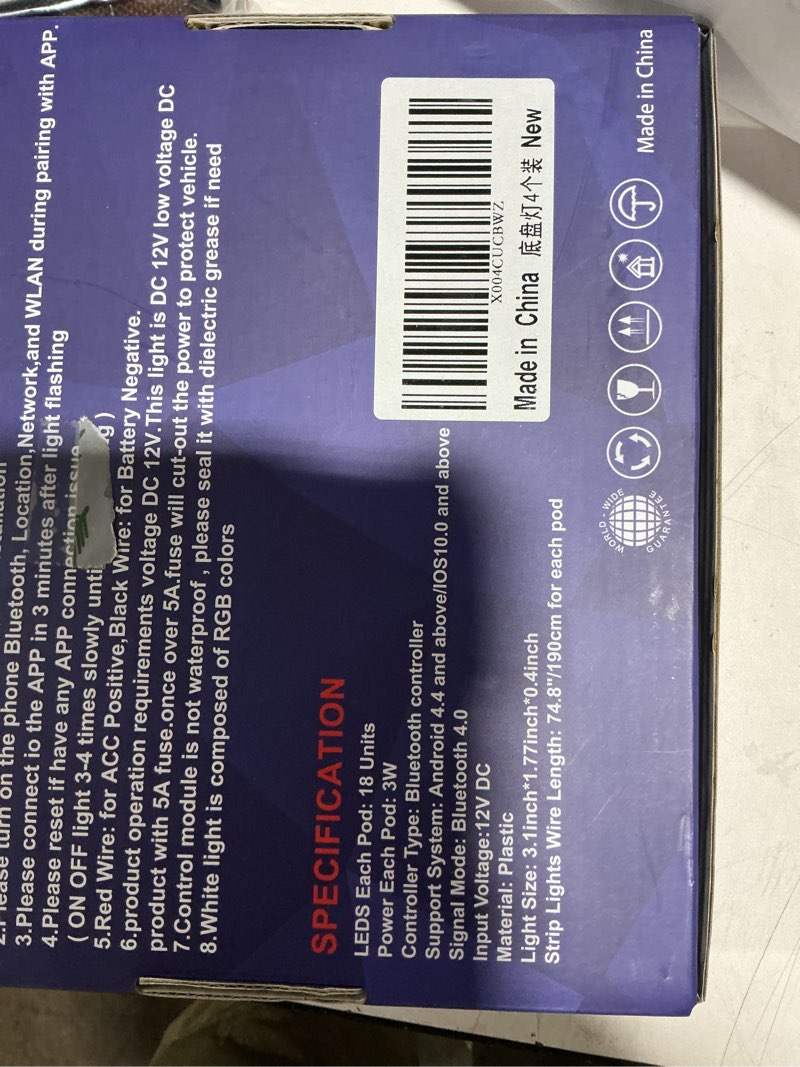 turn on the phone Bluetooth, Location,Network,and WLAN during pairing with APP.
3.Please connect io the APP in 3 minutes after light flashing
4.Please reset if have any APP connection issue
( ON OFF light 3-4 times slowly until g )
5.Red Wire: for ACC Positive,Black Wire: for Battery Negative.
6.product operation requirements voltage DC 12V.This light is DC 12V low voltage DC
product with 5A fuse.once over 5A.fuse will cut-out the power to protect vehicle.
7.Control module is not waterproof , please seal it with dielectric grease if need
8.White light is composed of RGB colors
SPECIFICATION
LEDS Each Pod: 18 Units
Power Each Pod: 3W
Controller Type: Bluetooth controller
Support System: Android 4.4 and above/IOS10.0 and above
Signal Mode: Bluetooth 4.0
Input Voltage:12V DC
Material: Plastic
Light Size: 3.1inch*1.77inch*0.4inch
Strip Lights Wire Length: 74.8"/190cm for each pod
X004CUCBWZ
Made in China 底盘灯4个装 New
WORLD - WIDE
GUARANTEE
Made in China